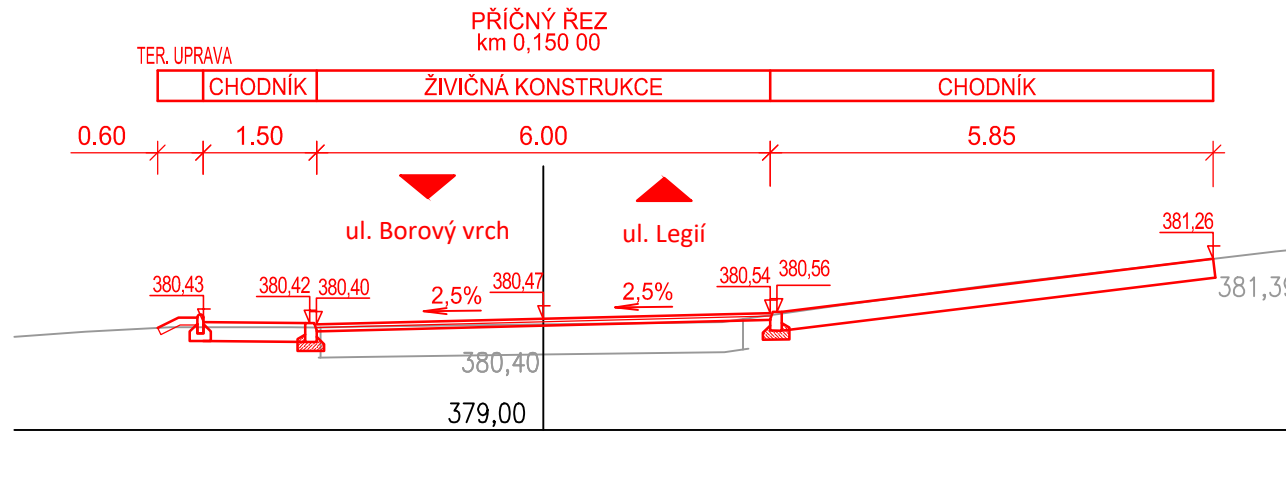 PŘÍČNÝ ŘEZ
km 0,150 00
TER. UPRAVA
CHODNÍK ŽIVIČNÁ KONSTRUKCE CHODNÍK
0.60 1.50 6.00 5.85
ul. Borový vrch ul. Legií
381,26
380,43 380,42 380,40 380,47 380,54 380,56
2,5% 2,5%
381,39
380,40
379,00